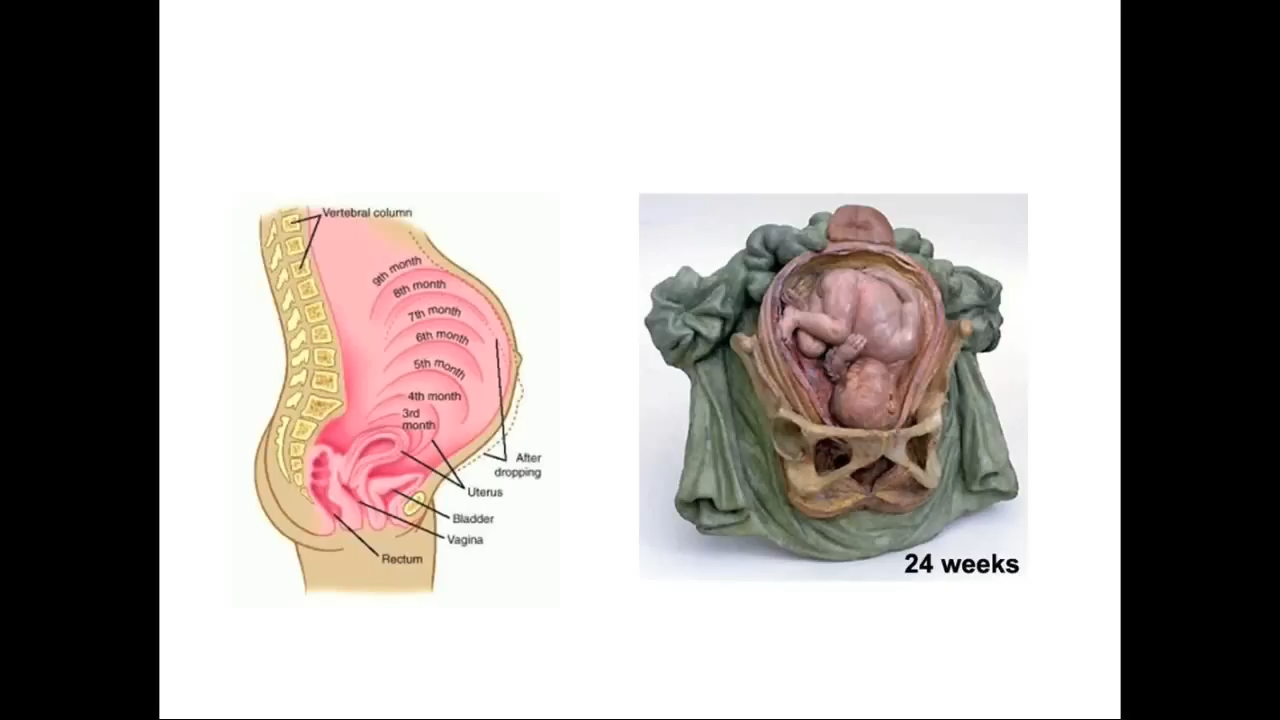 Vertebral column
9th month
8th month
7th month
6th month
5th month
4th month
3rd
month
After
dropping
Uterus
Bladder
Vagina
Rectum
24 weeks